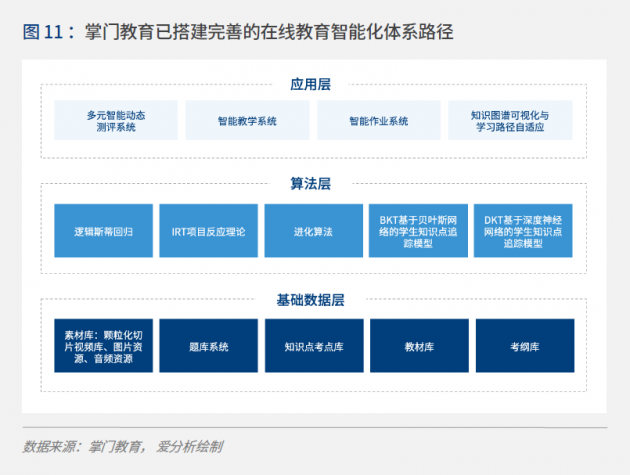 图 11：掌门教育已搭建完善的在线教育智能化体系路径
应用层
多元智能动态
测评系统
智能教学系统
智能作业系统
知识图谱可视化与
学习路径自适应
算法层
逻辑斯蒂回归
IRT项目反应理论
进化算法
BKT基于贝叶斯网
络的学生知识点追
踪模型
DKT基于深度神经
网络的学生知识点
追踪模型
基础数据层
素材库：颗粒化切
片视频库、图片资
源、音频资源
题库系统
知识点考点库
教材库
考纲库
数据来源：掌门教育，爱分析绘制